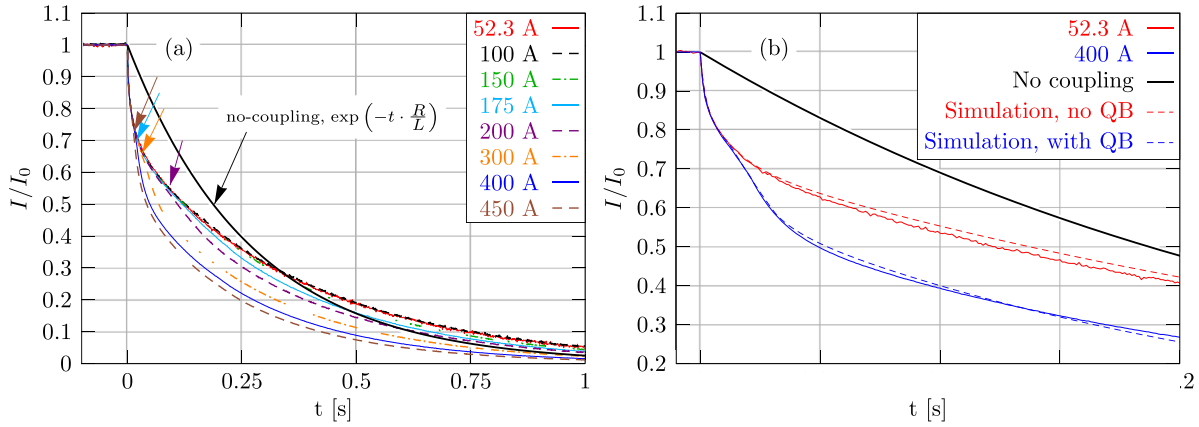 1.1
1
0.9
0.8
0.7
0.6
0.5
0.4
0.3
0.2
0.1
0
I/I0
0
0.25
0.5
0.75
1
t [s]
(a)
no-coupling, exp (−t · R/L)
52.3 A
100 A
150 A
175 A
200 A
300 A
400 A
450 A
1.1
1
0.9
0.8
0.7
0.6
0.5
0.4
0.3
0.2
I/I0
.2
t [s]
(b)
52.3 A
400 A
No coupling
Simulation, no QB
Simulation, with QB